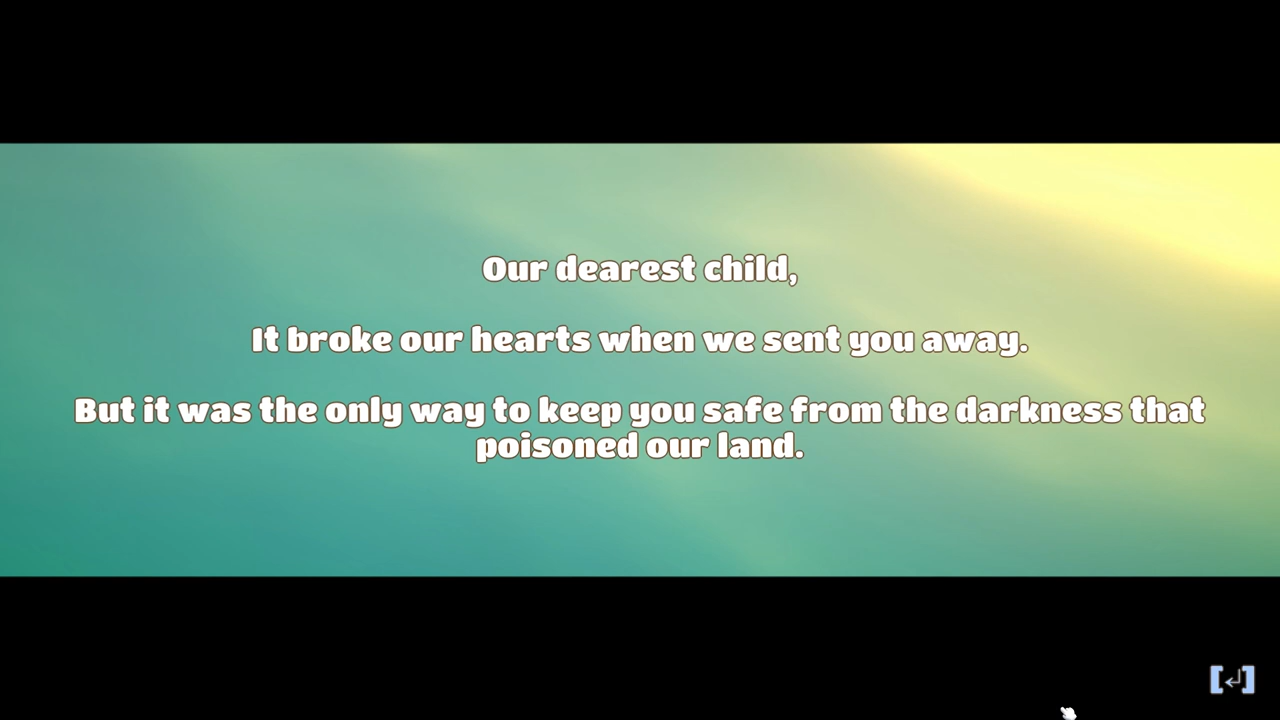 Our dearest child,
It broke our hearts when we sent you away.
But it was the only way to keep you safe from the darkness that
poisoned our land.
[↵]